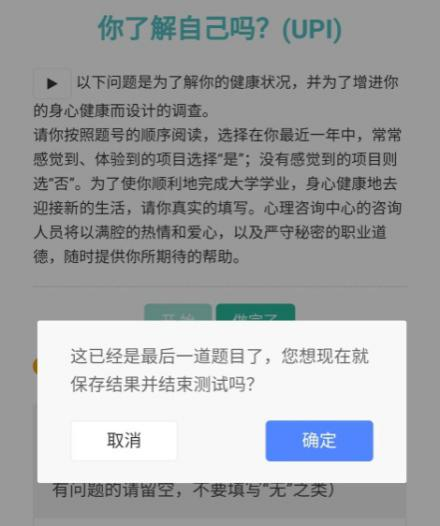 你了解自己吗？(UPI)
以下问题是为了解你的健康状况，并为了增进你
的身心健康而设计的调查。
请你按照题号的顺序阅读，选择在你最近一年中，常常
感觉到、体验到的项目选择“是”；没有感觉到的项目则
选“否”。为了使你顺利地完成大学学业，身心健康地去
迎接新的生活，请你真实的填写。心理咨询中心的咨询
人员将以满腔的热情和爱心，以及严守秘密的职业道
德，随时提供你所期待的帮助。
开始 做完了
这已经是最后一道题目了，您想现在就
保存结果并结束测试吗？
取消 确定
有问题的请留空，不要填写“无”之类）